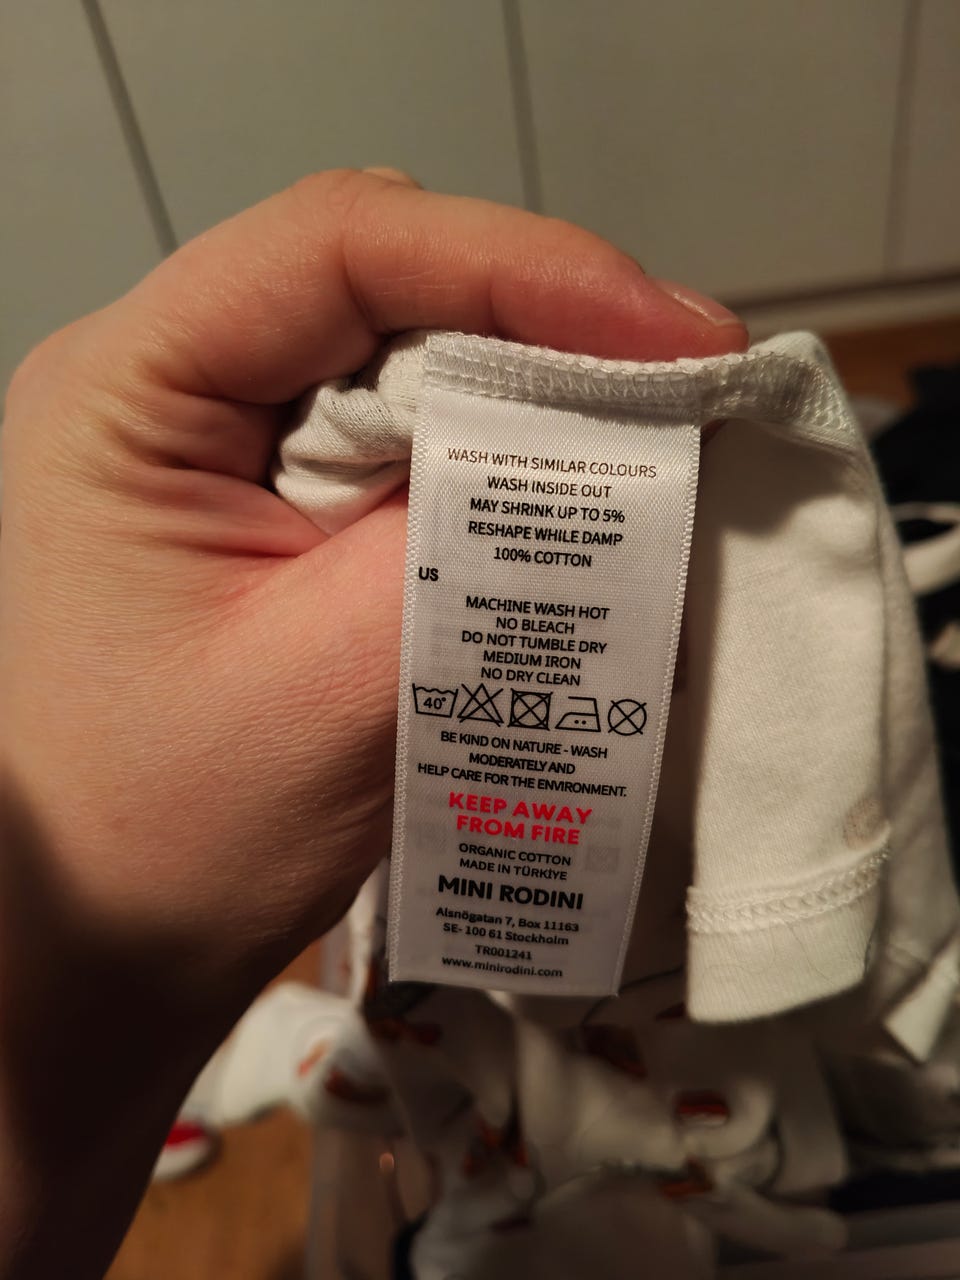 WASH WITH SIMILAR COLOURS
WASH INSIDE OUT
MAY SHRINK UP TO 5%
RESHAPE WHILE DAMP
100% COTTON
US
MACHINE WASH HOT
NO BLEACH
DO NOT TUMBLE DRY
MEDIUM IRON
NO DRY CLEAN
40°
BE KIND ON NATURE - WASH
MODERATELY AND
HELP CARE FOR THE ENVIRONMENT.
KEEP AWAY
FROM FIRE
ORGANIC COTTON
MADE IN TÜRKİYE
MINI RODINI
Alsnögatan 7, Box 11163
SE- 100 61 Stockholm
TR001241
www.minirodini.com